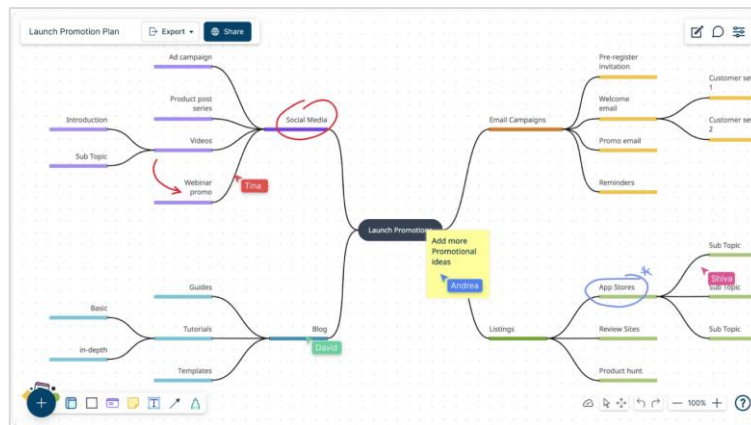 Launch Promotion Plan
Export
Share
Ad campaign
Product post
series
Social Media
Introduction
Videos
Sub Topic
Webinar
promo
Tina
Pre-register
invitation
Welcome
email
Customer
1
Customer
2
Email Campaigns
Promo email
Reminders
Launch Promotions
Add more
Promotional
ideas
Andrea
Guides
Basic
Tutorials
in-depth
Templates
Blog
David
Listings
App Stores
Review Sites
Product hunt
Sub Topic
Shiva
Sub Topic
Sub Topic
T
100%
?